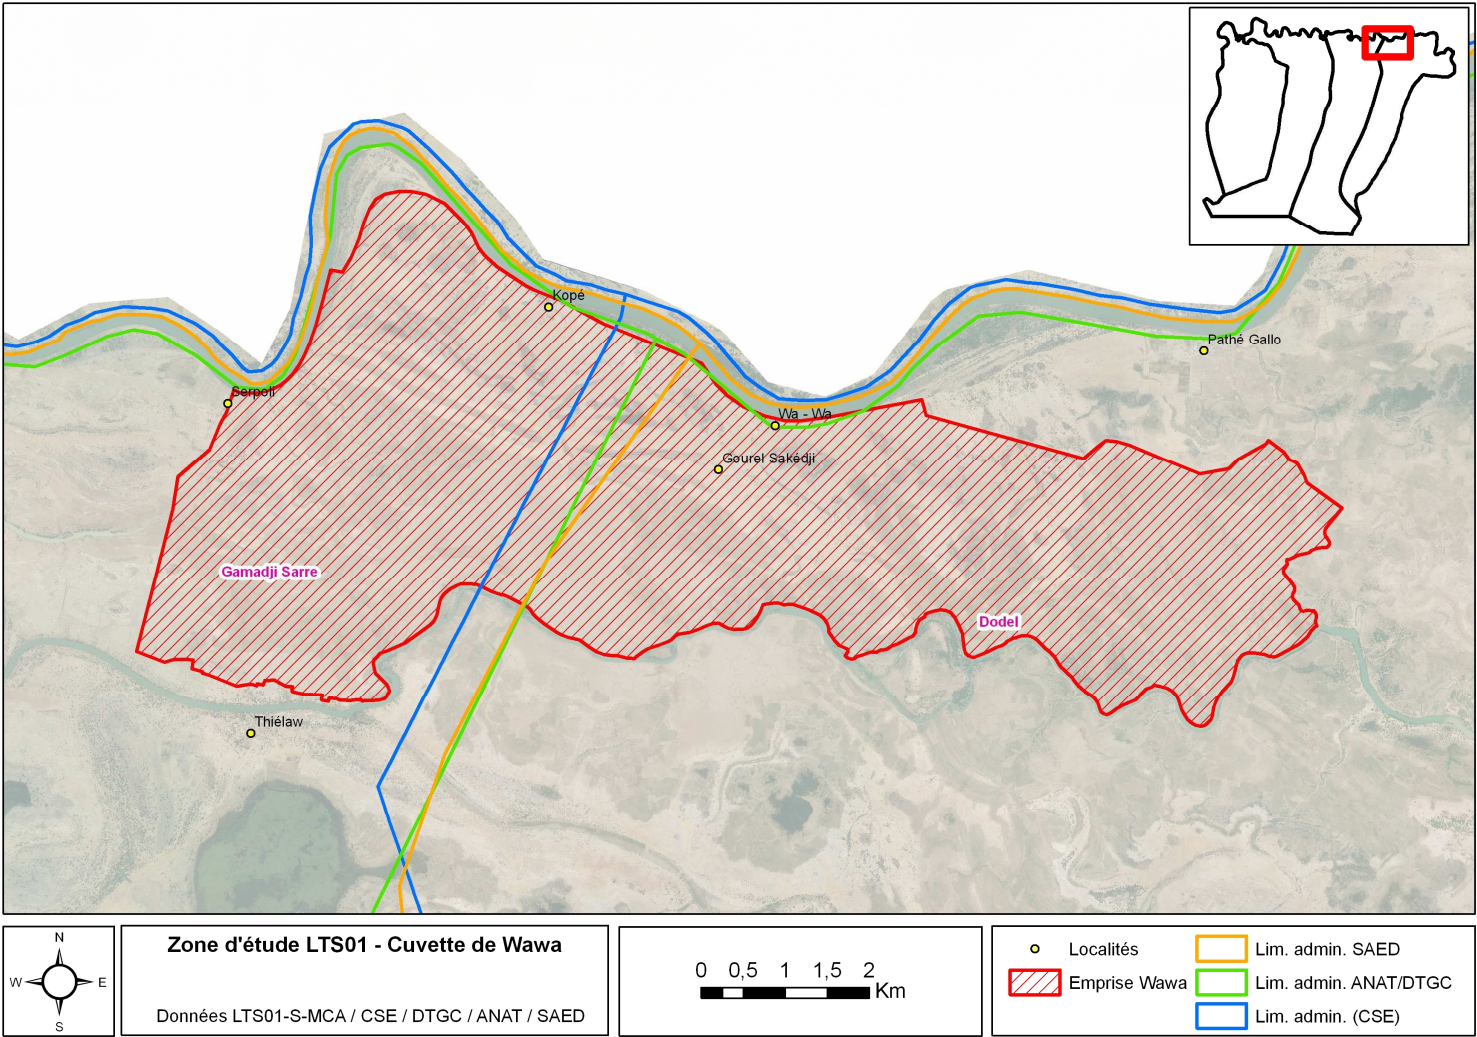 Kopé
Pathé Gallo
Serpoli
Wa - Wa
Gourel Sakédji
Gamadji Sarre
Dodel
Thiélaw
N
W E
S
Zone d'étude LTS01 - Cuvette de Wawa
Données LTS01-S-MCA / CSE / DTGC / ANAT / SAED
0 0,5 1 1,5 2
Km
Localités
Emprise Wawa
Lim. admin. SAED
Lim. admin. ANAT/DTGC
Lim. admin. (CSE)